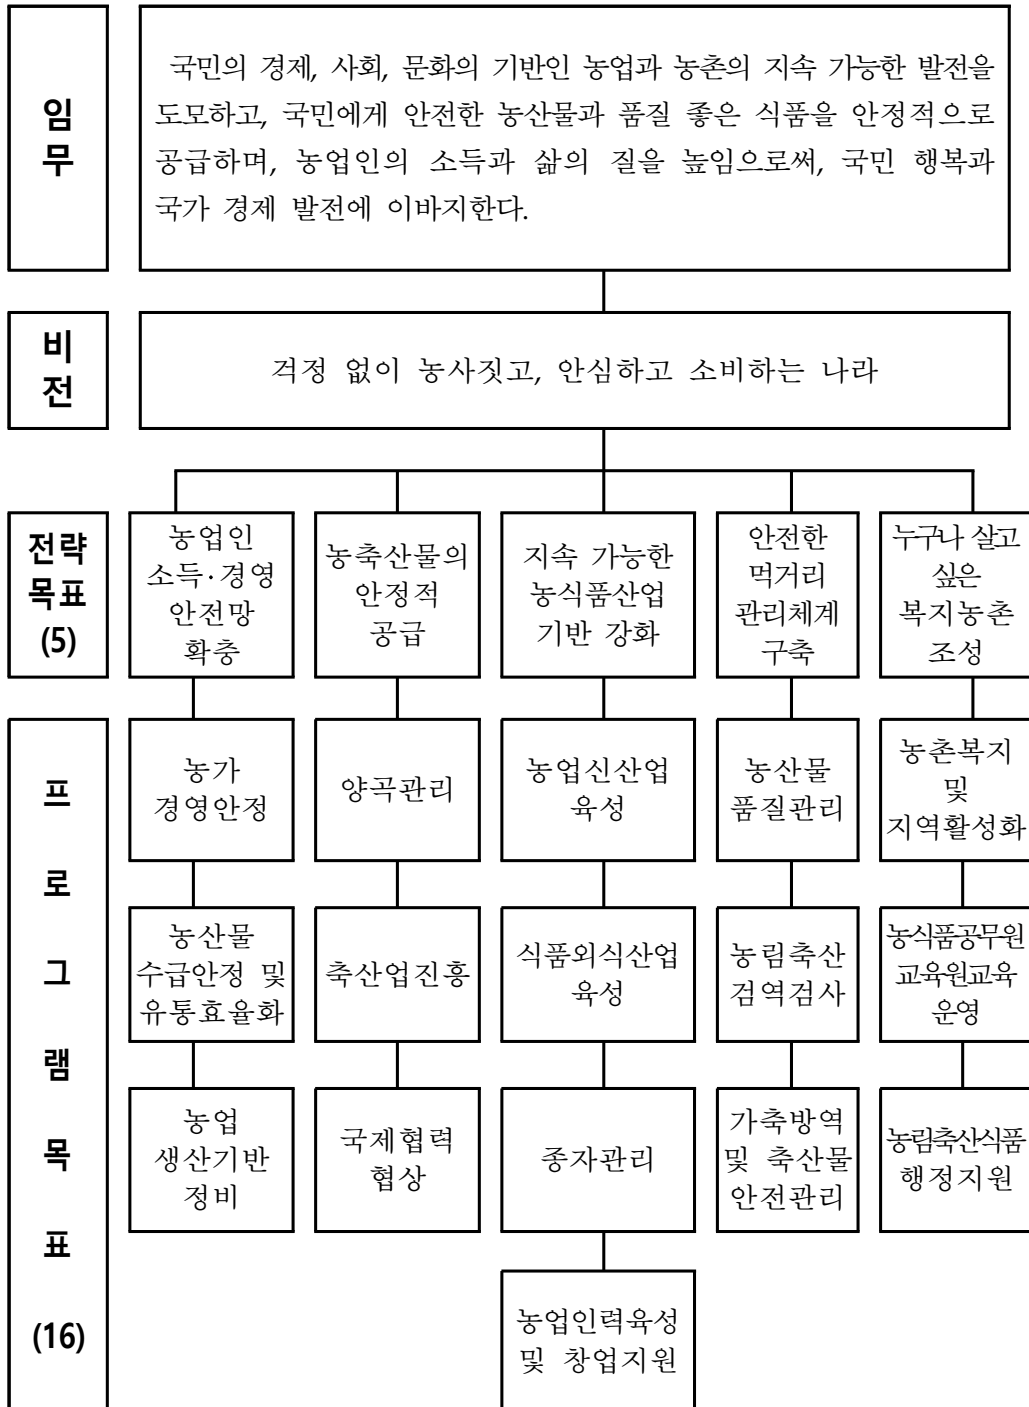 임
무
국민의 경제, 사회, 문화의 기반인 농업과 농촌의 지속 가능한 발전을
도모하고, 국민에게 안전한 농산물과 품질 좋은 식품을 안정적으로
공급하며, 농업인의 소득과 삶의 질을 높임으로써, 국민 행복과
국가 경제 발전에 이바지한다.
비
전
걱정 없이 농사짓고, 안심하고 소비하는 나라
전략
목표
(5)
농업인
소득·경영
안전망
확충
농축산물의
안정적
공급
지속 가능한
농식품산업
기반 강화
안전한
먹거리
관리체계
구축
누구나 살고
싶은
복지농촌
조성
프
로
그
램
목
표
(16)
농가
경영안정
양곡관리
농업신산업
육성
농산물
품질관리
농촌복지
및
지역활성화
농산물
수급안정 및
유통효율화
축산업진흥
식품외식산업
육성
농림축산
검역검사
농식품공무원
교육원교육
운영
농업
생산기반
정비
국제협력
협상
종자관리
가축방역
및 축산물
안전관리
농림축산식품
행정지원
농업인력육성
및 창업지원